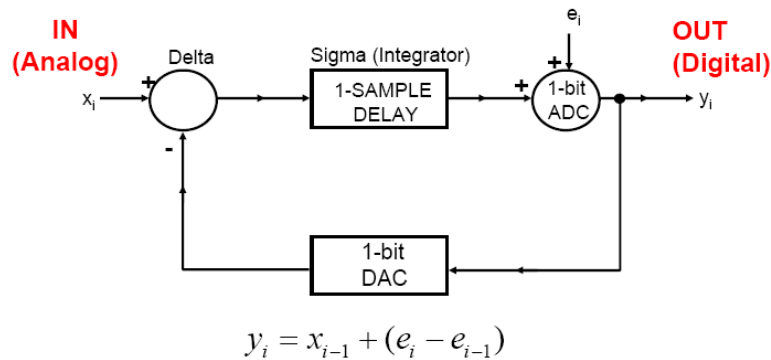 IN
(Analog)
x_i
+
-
Delta
Sigma (Integrator)
1-SAMPLE
DELAY
e_i
+
+
1-bit
ADC
OUT
(Digital)
y_i
1-bit
DAC
y_i = x_{i-1} + (e_i - e_{i-1})